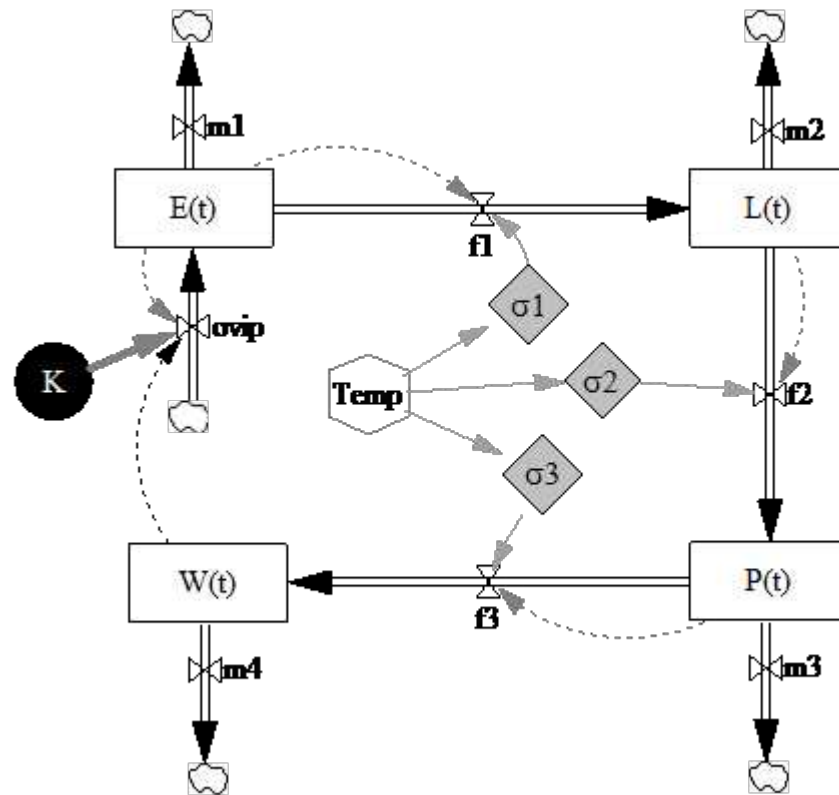 m1
m2
E(t)
L(t)
f1
σ1
ovip
K
Temp
σ2
f2
σ3
W(t)
P(t)
f3
m4
m3